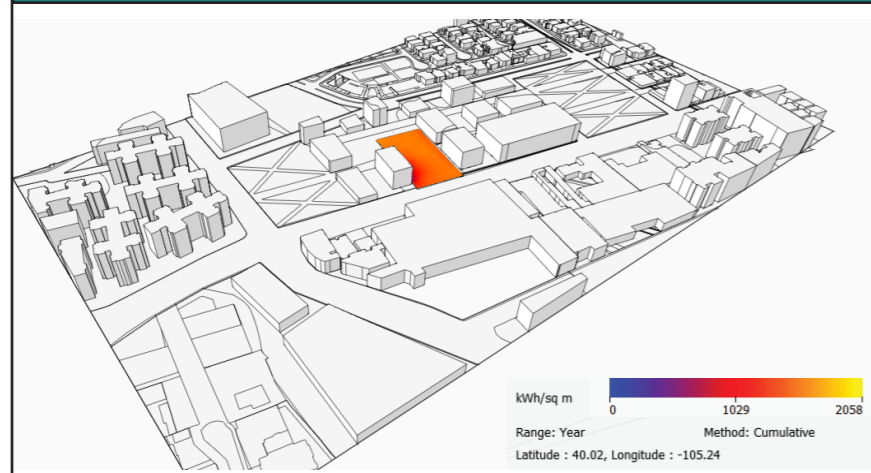 kWh/sq m
0 1029 2058
Range: Year Method: Cumulative
Latitude : 40.02, Longitude : -105.24